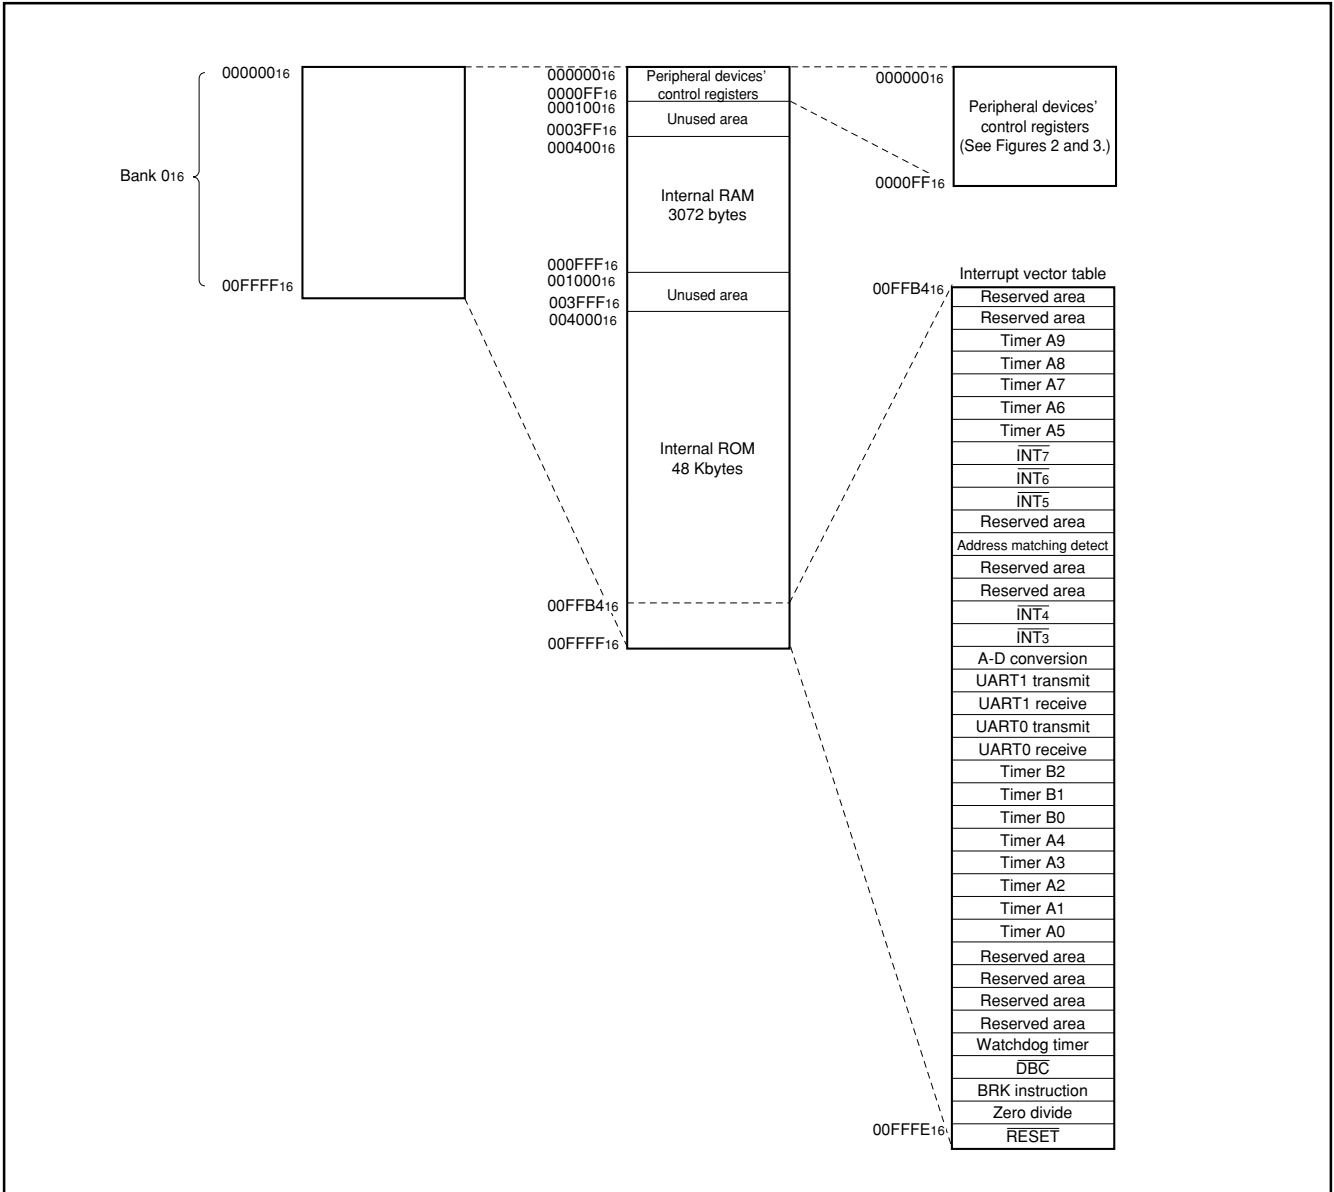 Bank 016
00000016
00FFFF16
00000016
0000FF16
00010016
0003FF16
00040016
000FFF16
00100016
003FFF16
00400016
00FFB416
00FFFF16
Peripheral devices’
control registers
Unused area
Internal RAM
3072 bytes
Unused area
Internal ROM
48 Kbytes
00000016
0000FF16
Peripheral devices’
control registers
(See Figures 2 and 3.)
Interrupt vector table
00FFB416
Reserved area
Reserved area
Timer A9
Timer A8
Timer A7
Timer A6
Timer A5
INT7
INT6
INT5
Reserved area
Address matching detect
Reserved area
Reserved area
INT4
INT3
A-D conversion
UART1 transmit
UART1 receive
UART0 transmit
UART0 receive
Timer B2
Timer B1
Timer B0
Timer A4
Timer A3
Timer A2
Timer A1
Timer A0
Reserved area
Reserved area
Reserved area
Reserved area
Watchdog timer
DBC
BRK instruction
Zero divide
00FFFE16
RESET